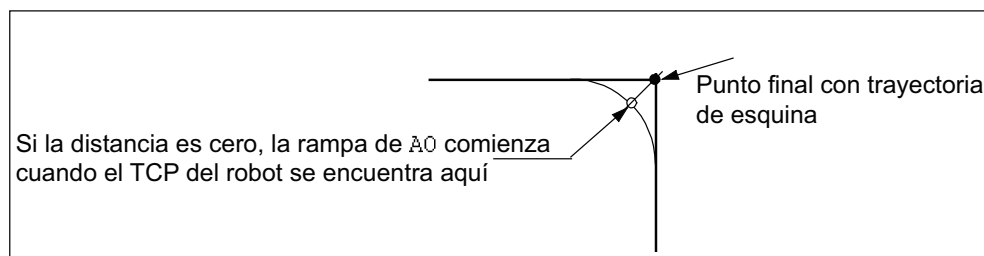 Punto final con trayectoria
de esquina
Si la distancia es cero, la rampa de AO comienza
cuando el TCP del robot se encuentra aquí